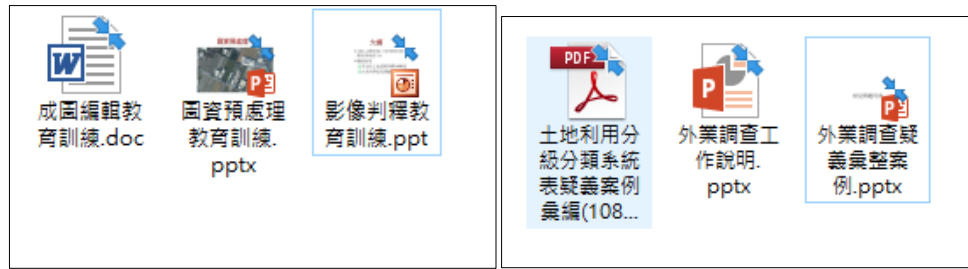 成圖編輯教
育訓練.doc
圖資預處理
教育訓練.
pptx
大綱
影像判釋教
育訓練.ppt
PDF
土地利用分
級分類系統
表疑義案例
彙編(108...
外業調查工
作說明.
pptx
外業調查疑
義彙整案
例.pptx